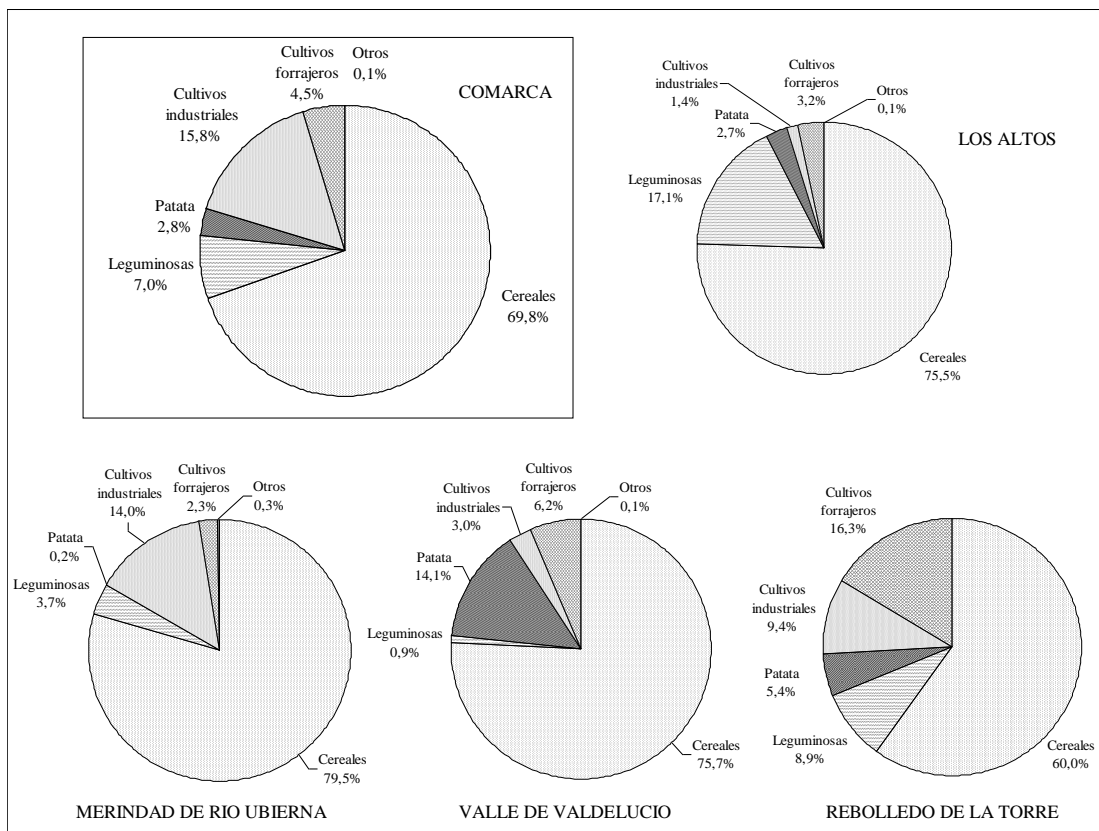 COMARCA
Cultivos
forrajeros
4,5%
Otros
0,1%
Cultivos
industriales
15,8%
Patata
2,8%
Leguminosas
7,0%
Cereales
69,8%
LOS ALTOS
Cultivos
industriales
1,4%
Cultivos
forrajeros
3,2%
Otros
0,1%
Patata
2,7%
Leguminosas
17,1%
Cereales
75,5%
Cultivos
industriales
14,0%
Cultivos
forrajeros
2,3%
Otros
0,3%
Patata
0,2%
Leguminosas
3,7%
Cereales
79,5%
MERINDAD DE RIO UBIERNA
Cultivos
industriales
3,0%
Cultivos
forrajeros
6,2%
Otros
0,1%
Patata
14,1%
Leguminosas
0,9%
Cereales
75,7%
VALLE DE VALDELUCIO
Cultivos
forrajeros
16,3%
Cultivos
industriales
9,4%
Patata
5,4%
Leguminosas
8,9%
Cereales
60,0%
REBOLLEDO DE LA TORRE